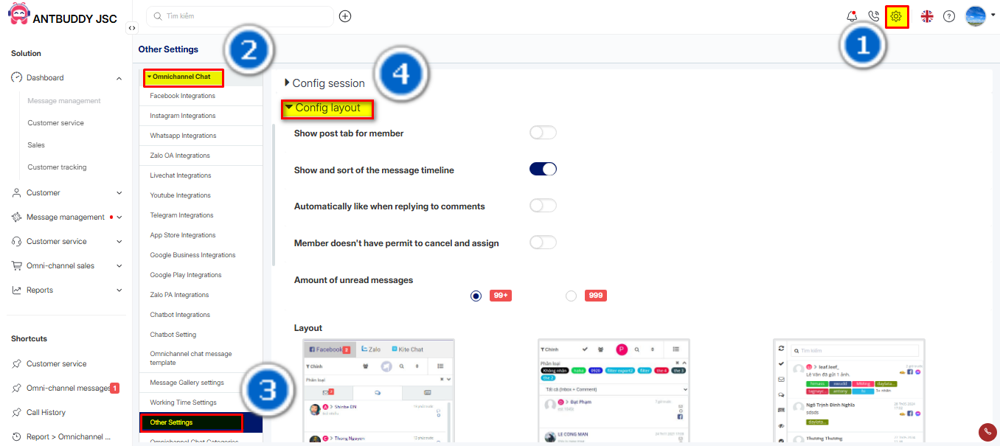 ANTBUDDY JSC
Tìm kiếm
1
Solution
Dashboard
Message management
Customer service
Sales
Customer tracking
Customer
Message management
Customer service
Omni-channel sales
Reports
Shortcuts
Customer service
Omni-channel messages 1
Call History
Report > Omnichannel ...
Other Settings
2
Omnichannel Chat
Facebook Integrations
Instagram Integrations
Whatsapp Integrations
Zalo OA Integrations
Livechat Integrations
Youtube Integrations
Telegram Integrations
App Store Integrations
Google Business Integrations
Google Play Integrations
Zalo PA Integrations
Chatbot Integrations
Chatbot Setting
Omnichannel chat message
template
Message Gallery settings
Working Time Settings
3
Other Settings
Omnichannel Chat Categories
Config session
4
Config layout
Show post tab for member
Show and sort of the message timeline
Automatically like when replying to comments
Member doesn't have permit to cancel and assign
Amount of unread messages
99+
999
Layout
Facebook 2
Zalo
Kite Chat
Chính
Phân loại
A > Shinbe DN
C > Thong Nguyen
Chính
P
Phân loại
Không nhãn
haha
0920
filter export2
filter
the 4
the 3
the 2
Tất cả (Inbox + Comment)
D > Đạt Phạm
LE CONG MAN
Tìm kiếm
leaf.leef_
Lê Văn đã gửi 1 ảnh.
Ngô Trịnh Đình Nghĩa
sdsds
Thương Thương